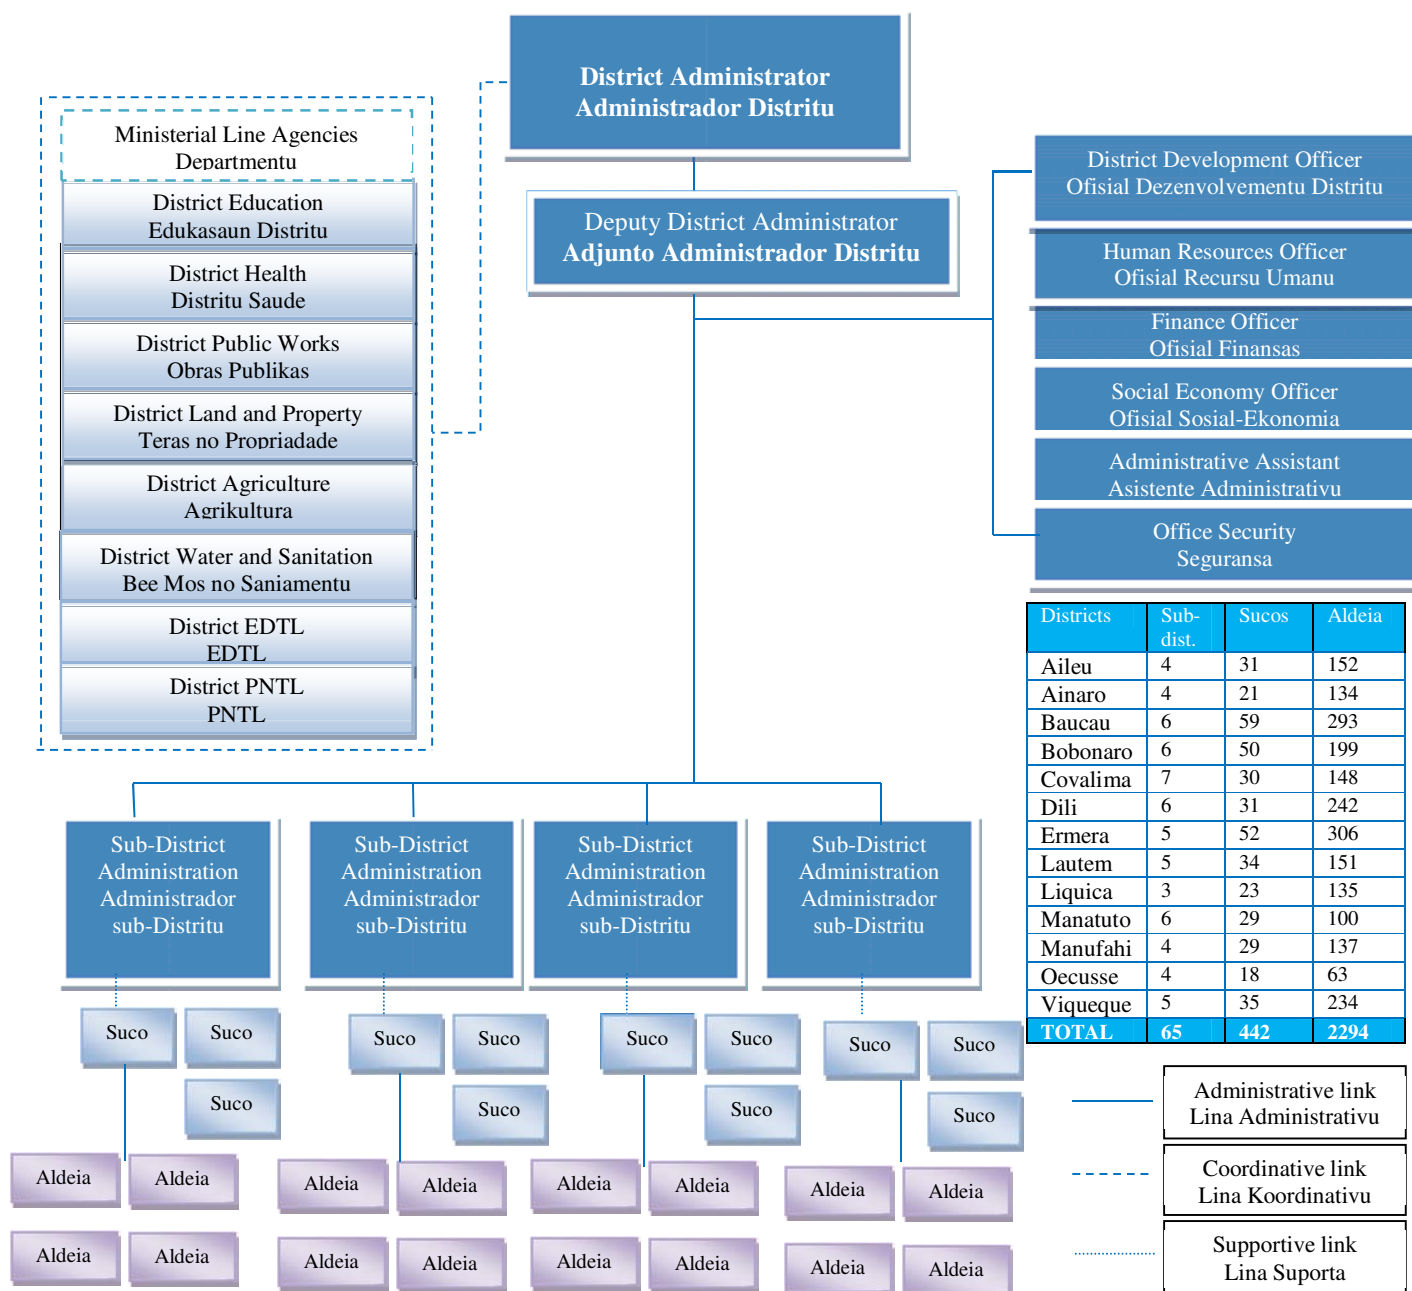 District Administrator
Administrador Distritu
Ministerial Line Agencies
Departmentu
District Education
Edukasaun Distritu
District Health
Distritu Saude
District Public Works
Obras Publikas
District Land and Property
Teras no Propriadade
District Agriculture
Agrikultura
District Water and Sanitation
Bee Mos no Saniamentu
District EDTL
EDTL
District PNTL
PNTL
Deputy District Administrator
Adjunto Administrador Distritu
District Development Officer
Ofisial Dezenvolvementu Distritu
Human Resources Officer
Ofisial Recursu Umanu
Finance Officer
Ofisial Finansas
Social Economy Officer
Ofisial Sosial-Ekonomia
Administrative Assistant
Asistente Administrativu
Office Security
Seguransa
Districts Sub-dist. Sucos Aldeia
Aileu 4 31 152
Ainaro 4 21 134
Baucau 6 59 293
Bobonaro 6 50 199
Covalima 7 30 148
Dili 6 31 242
Ermera 5 52 306
Lautem 5 34 151
Liquica 3 23 135
Manatuto 6 29 100
Manufahi 4 29 137
Oecusse 4 18 63
Viqueque 5 35 234
TOTAL 65 442 2294
Sub-District
Administration
Administrador
sub-Distritu
Sub-District
Administration
Administrador
sub-Distritu
Sub-District
Administration
Administrador
sub-Distritu
Sub-District
Administration
Administrador
sub-Distritu
Suco Suco Suco Suco Suco Suco Suco Suco
Suco Suco Suco Suco
Aldeia Aldeia Aldeia Aldeia Aldeia Aldeia Aldeia Aldeia
Aldeia Aldeia Aldeia Aldeia Aldeia Aldeia Aldeia Aldeia
Administrative link
Lina Administrativu
Coordinative link
Lina Koordinativu
Supportive link
Lina Suporta